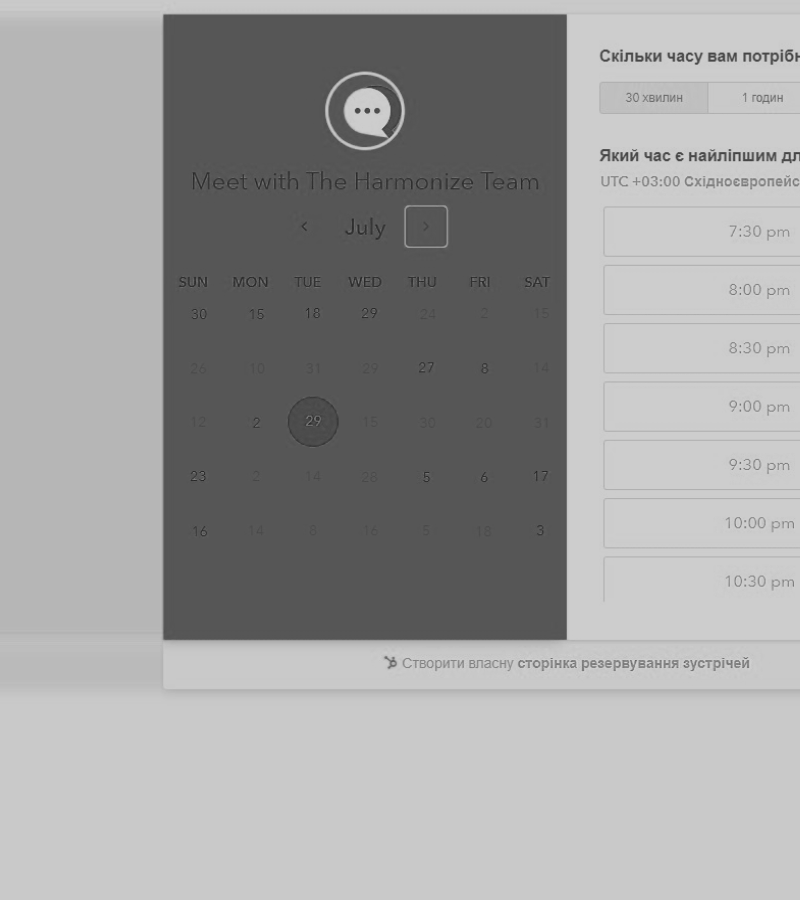 Meet with The Harmonize Team
July
SUN MON TUE WED THU FRI SAT
30 15 18 29 24 2 15
26 10 31 29 27 8 14
12 2 29 15 30 20 31
23 2 14 26 5 6 17
16 14 8 16 5 18 3
Скільки часу вам потрібн
30 хвилин 1 годин
Який час є найліпшим дл
UTC +03:00 Східноєвропейс
7:30 pm
8:00 pm
8:30 pm
9:00 pm
9:30 pm
10:00 pm
10:30 pm
Створити власну сторінка резервування зустрічей